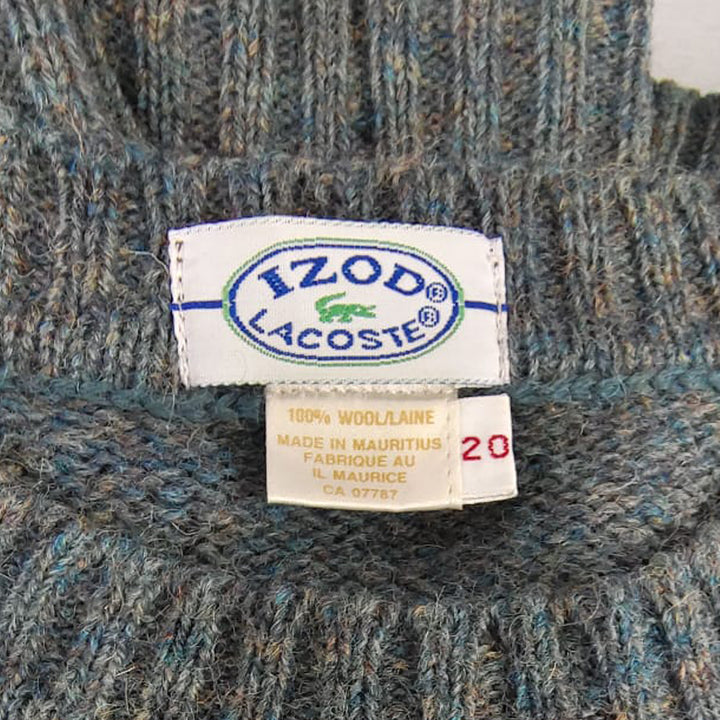 IZOD®
LACOSTE®
100% WOOL/LAINE
MADE IN MAURITIUS
FABRIQUE AU
IL MAURICE
CA 07787
20